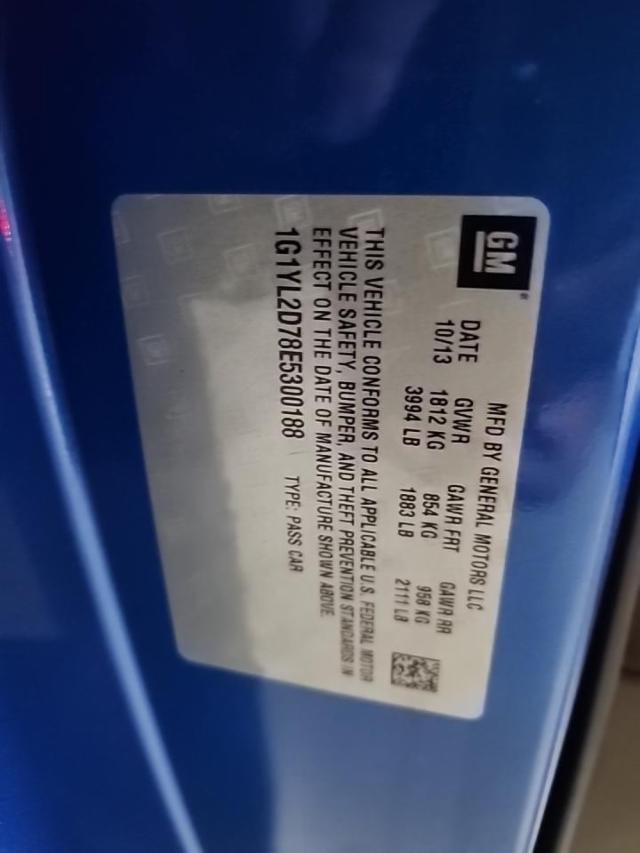 GM
MFD BY GENERAL MOTORS LLC
DATE GVWR GAWR FRT GAWR RR
10/13 1812 KG 854 KG 958 KG
3994 LB 1883 LB 2111 LB
THIS VEHICLE CONFORMS TO ALL APPLICABLE U.S. FEDERAL MOTOR
VEHICLE SAFETY, BUMPER, AND THEFT PREVENTION STANDARDS IN
EFFECT ON THE DATE OF MANUFACTURE SHOWN ABOVE.
1G1YL2D78E5300188 TYPE: PASS CAR